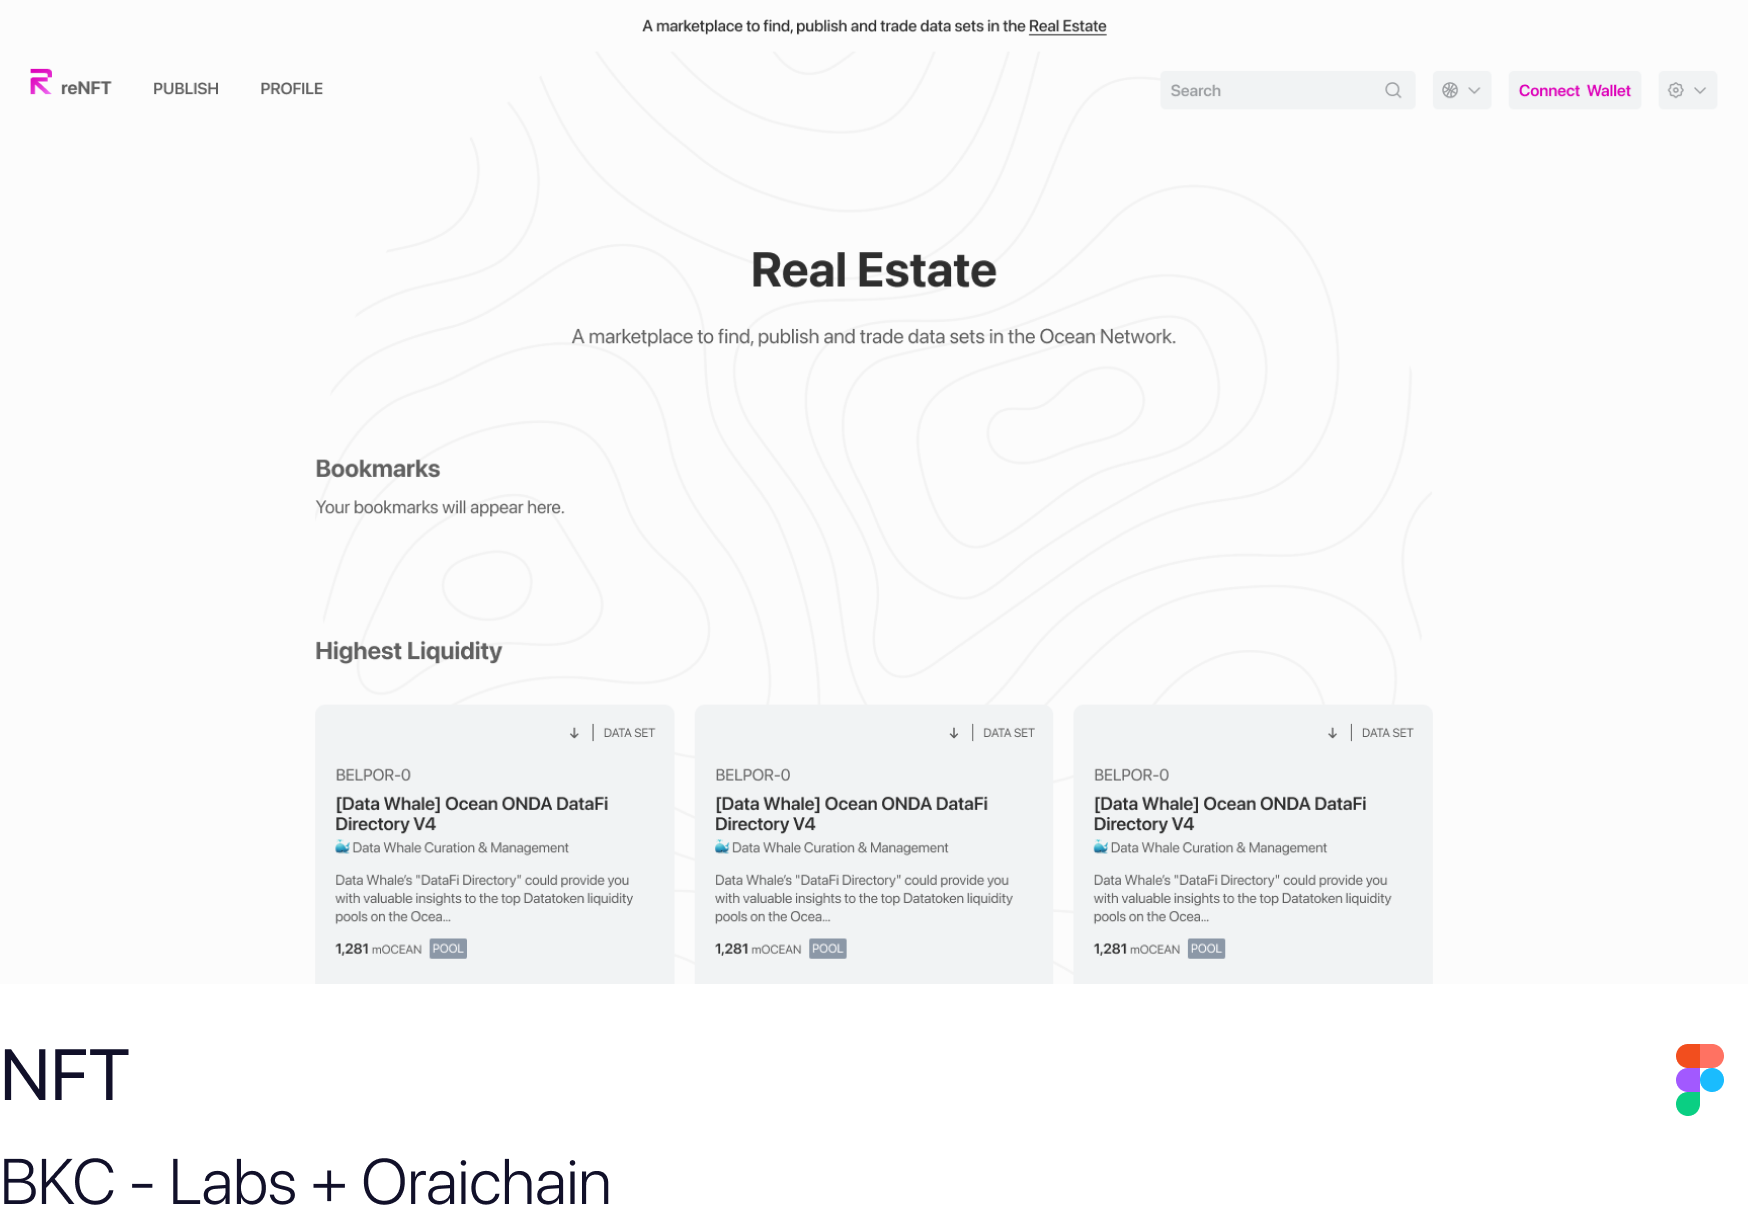 A marketplace to find, publish and trade data sets in the Real Estate
reNFT PUBLISH PROFILE Search Connect Wallet
Real Estate
A marketplace to find, publish and trade data sets in the Ocean Network.
Bookmarks
Your bookmarks will appear here.
Highest Liquidity
DATA SET
BELPOR-0
[Data Whale] Ocean ONDA DataFi
Directory V4
Data Whale Curation & Management
Data Whale's "DataFi Directory" could provide you
with valuable insights to the top Datatoken liquidity
pools on the Ocea...
1,281 mOCEAN POOL
DATA SET
BELPOR-0
[Data Whale] Ocean ONDA DataFi
Directory V4
Data Whale Curation & Management
Data Whale's "DataFi Directory" could provide you
with valuable insights to the top Datatoken liquidity
pools on the Ocea...
1,281 mOCEAN POOL
DATA SET
BELPOR-0
[Data Whale] Ocean ONDA DataFi
Directory V4
Data Whale Curation & Management
Data Whale's "DataFi Directory" could provide you
with valuable insights to the top Datatoken liquidity
pools on the Ocea...
1,281 mOCEAN POOL
NFT
BKC - Labs + Oraichain